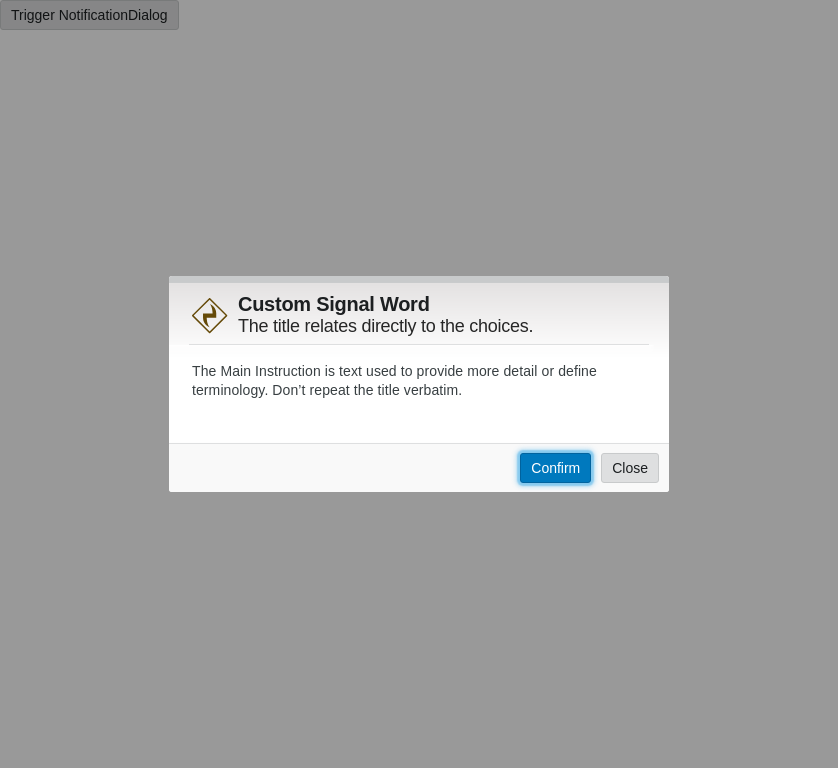 Trigger NotificationDialog
Custom Signal Word
The title relates directly to the choices.
The Main Instruction is text used to provide more detail or define
terminology. Don’t repeat the title verbatim.
Confirm
Close